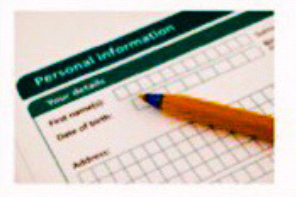 Personal information
Your details
First name(s):
Date of birth:
Address: